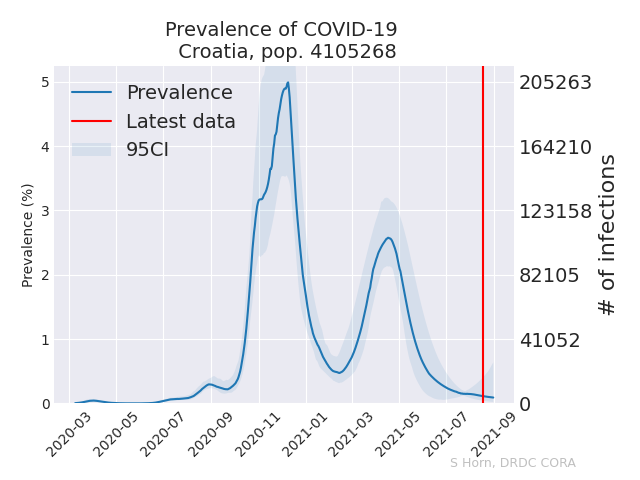 Prevalence of COVID-19
Croatia, pop. 4105268
Prevalence
Latest data
95CI
Prevalence (%)
5
4
3
2
1
0
205263
164210
123158
82105
41052
0
# of infections
2020-03
2020-05
2020-07
2020-09
2020-11
2021-01
2021-03
2021-05
2021-07
2021-09
S Horn, DRDC CORA